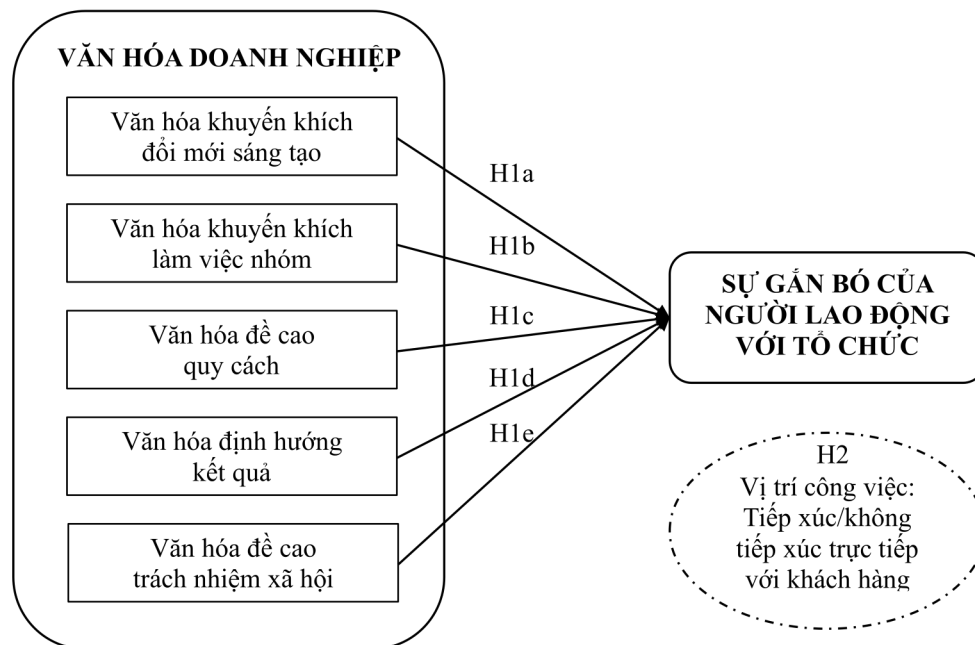 VĂN HÓA DOANH NGHIỆP
Văn hóa khuyến khích
đổi mới sáng tạo
Văn hóa khuyến khích
làm việc nhóm
Văn hóa đề cao
quy cách
Văn hóa định hướng
kết quả
Văn hóa đề cao
trách nhiệm xã hội
H1a
H1b
H1c
H1d
H1e
SỰ GẮN BÓ CỦA
NGƯỜI LAO ĐỘNG
VỚI TỔ CHỨC
H2
Vị trí công việc:
Tiếp xúc/không
tiếp xúc trực tiếp
với khách hàng